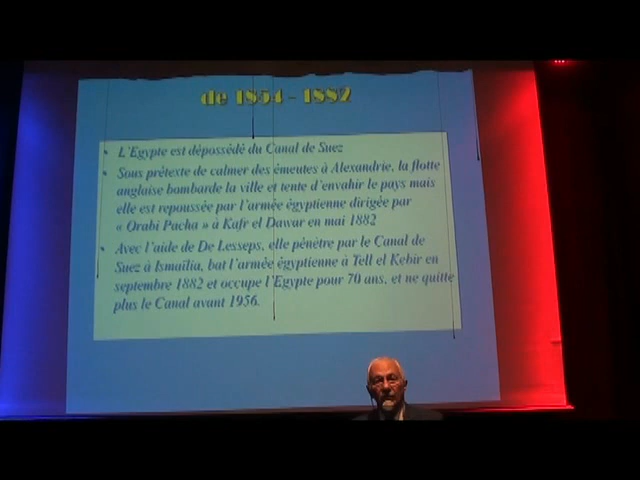 de 1854 - 1882
• L'Egypte est dépossédé du Canal de Suez
• Sous prétexte de calmer des émeutes à Alexandrie, la flotte
anglaise bombarde la ville et tente d'envahir le pays mais
elle est repoussée par l'armée égyptienne dirigée par
« Orabi Pacha » à Kafr el Dawar en mai 1882
• Avec l'aide de De Lesseps, elle pénètre par le Canal de
Suez à Ismaïlia, bat l'armée égyptienne à Tell el Kebir en
septembre 1882 et occupe l'Egypte pour 70 ans, et ne quitte
plus le Canal avant 1956.